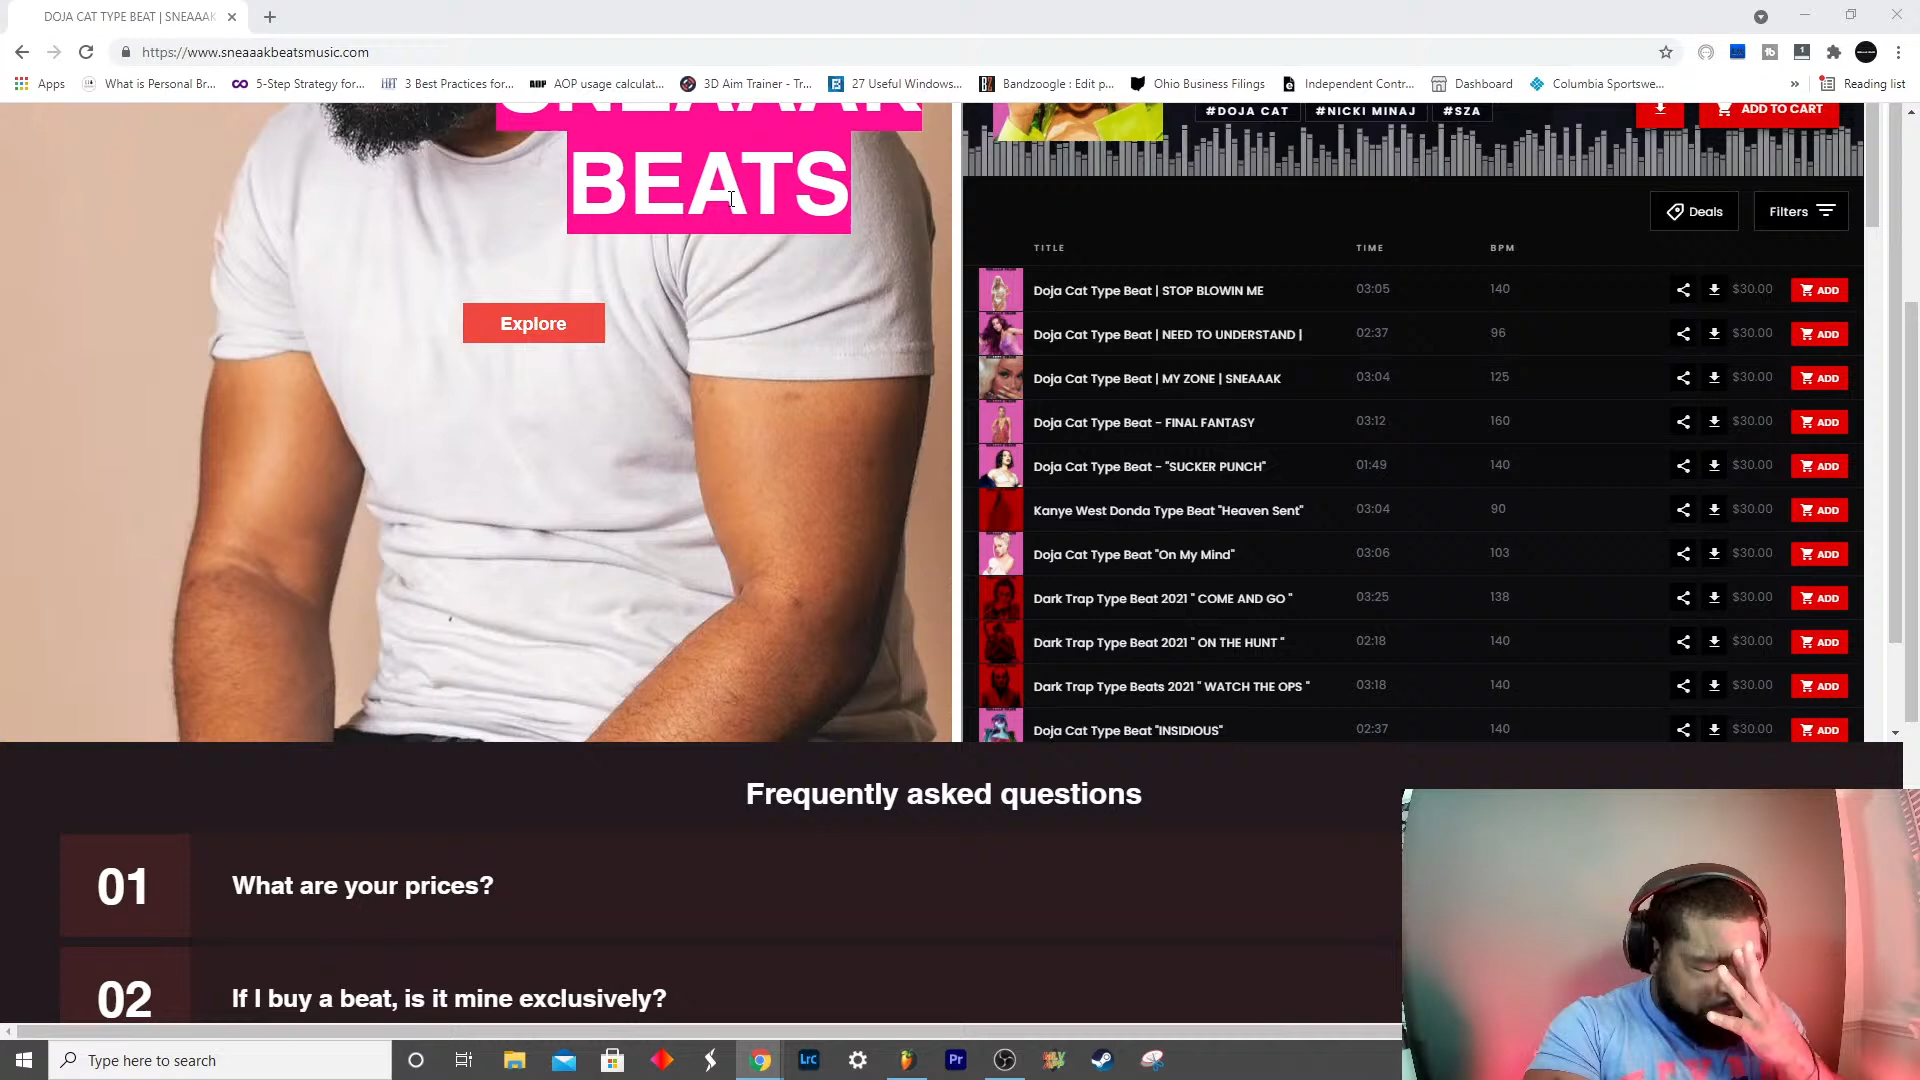 DOJA CAT TYPE BEAT | SNEAAAK
https://www.sneaaakbeatsmusic.com
Apps
What is Personal Br...
5-Step Strategy for...
3 Best Practices for...
AOP usage calculat...
3D Aim Trainer - Tr...
27 Useful Windows...
Bandzoogle : Edit p...
Ohio Business Filings
Independent Contr...
Dashboard
Columbia Sportswe...
»
Reading list
SNEAAAK
BEATS
Explore
#DOJA CAT
#NICKI MINAJ
#SZA
ADD TO CART
Deals
Filters
TITLE TIME BPM
Doja Cat Type Beat | STOP BLOWIN ME 03:05 140 $30.00 ADD
Doja Cat Type Beat | NEED TO UNDERSTAND | 02:37 96 $30.00 ADD
Doja Cat Type Beat | MY ZONE | SNEAAAK 03:04 125 $30.00 ADD
Doja Cat Type Beat - FINAL FANTASY 03:12 160 $30.00 ADD
Doja Cat Type Beat - "SUCKER PUNCH" 01:49 140 $30.00 ADD
Kanye West Donda Type Beat "Heaven Sent" 03:04 90 $30.00 ADD
Doja Cat Type Beat "On My Mind" 03:06 103 $30.00 ADD
Dark Trap Type Beat 2021 " COME AND GO " 03:25 138 $30.00 ADD
Dark Trap Type Beat 2021 " ON THE HUNT " 02:18 140 $30.00 ADD
Dark Trap Type Beats 2021 " WATCH THE OPS " 03:18 140 $30.00 ADD
Doja Cat Type Beat "INSIDIOUS" 02:37 140 $30.00 ADD
Frequently asked questions
01 What are your prices?
02 If I buy a beat, is it mine exclusively?
Type here to search
Lrc
Pr